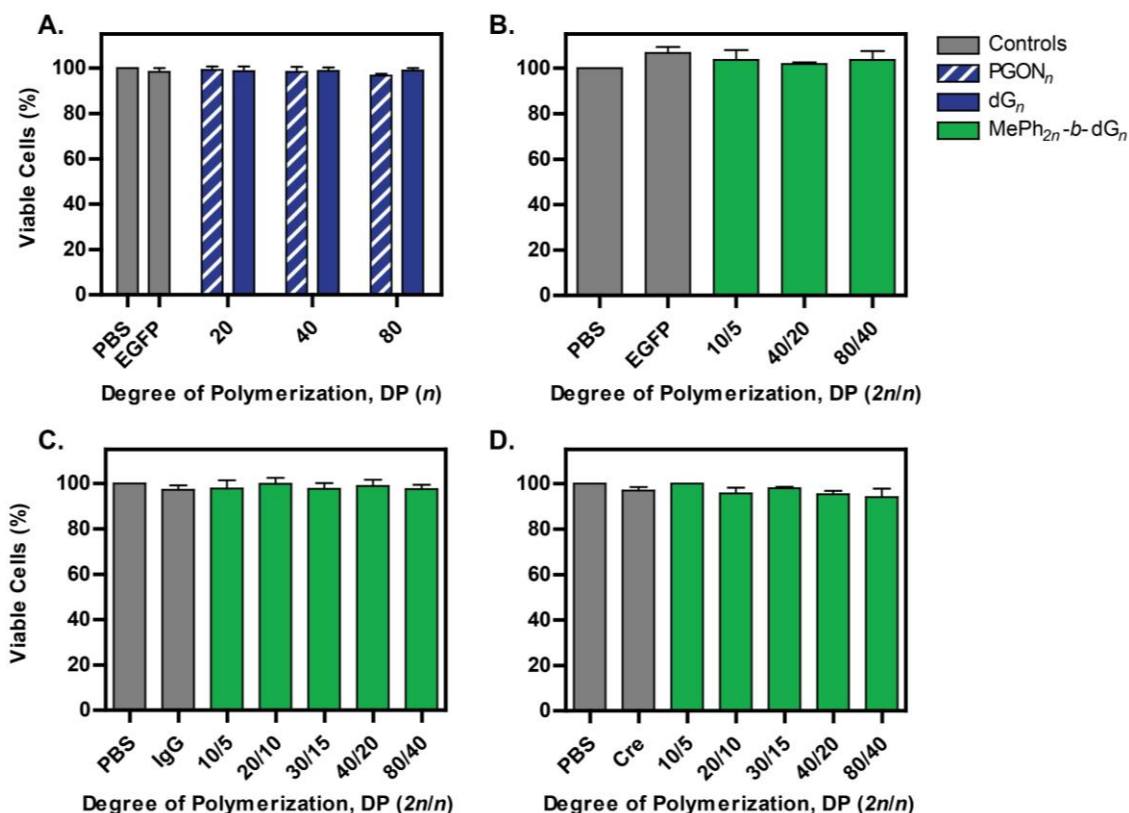 A.
Viable Cells (%)
100
80
60
40
20
0
PBS
EGFP
20
40
80
Degree of Polymerization, DP (n)
B.
100
80
60
40
20
0
PBS
EGFP
10/5
40/20
80/40
Degree of Polymerization, DP (2n/n)
Controls
PGONn
dGn
MePh2n-b-dGn
C.
Viable Cells (%)
100
80
60
40
20
0
PBS
IgG
10/5
20/10
30/15
40/20
80/40
Degree of Polymerization, DP (2n/n)
D.
100
80
60
40
20
0
PBS
Cre
10/5
20/10
30/15
40/20
80/40
Degree of Polymerization, DP (2n/n)